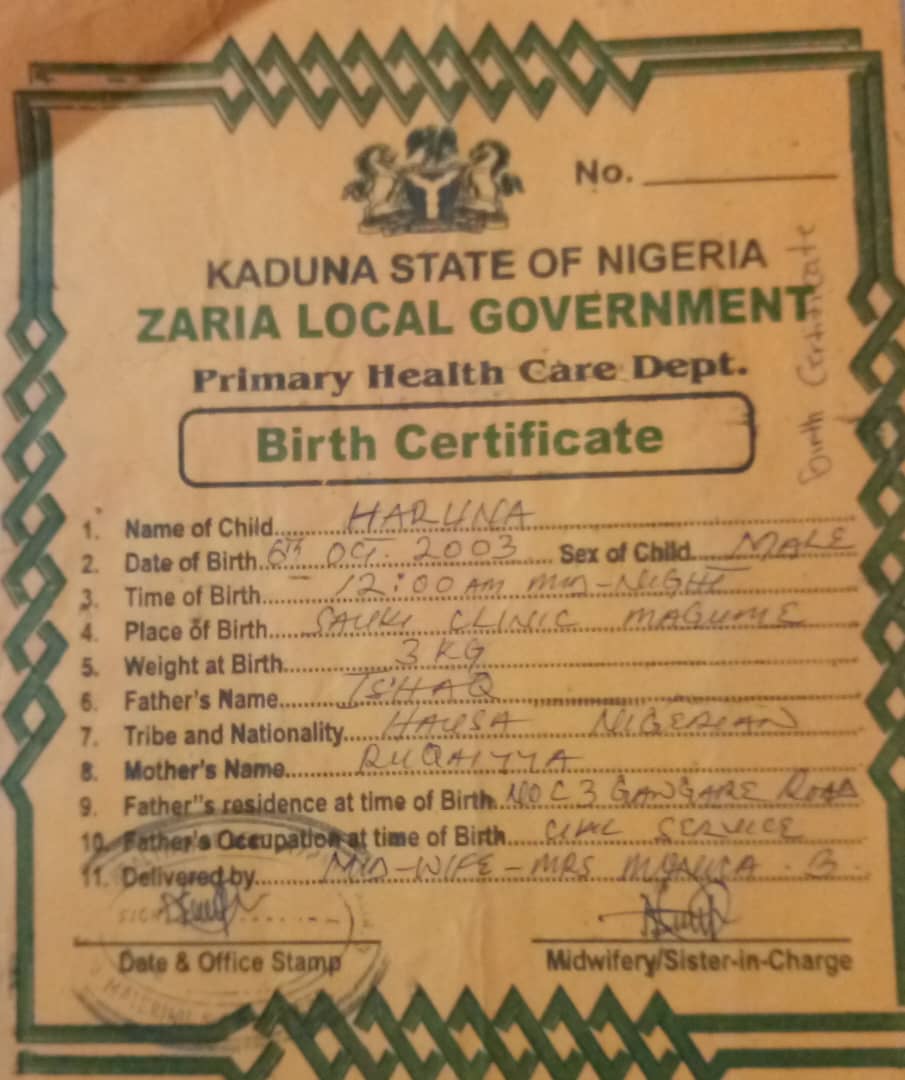 No.
KADUNA STATE OF NIGERIA
ZARIA LOCAL GOVERNMENT
Primary Health Care Dept.
Birth Certificate
Birth Certificate
1. Name of Child HARUNA
2. Date of Birth 6th OCT. 2003 Sex of Child MALE
3. Time of Birth 12:00 AM MID-NIGHT
4. Place of Birth SAUKI CLINIC MAGUME
5. Weight at Birth 3 KG
6. Father's Name ISHAQ
7. Tribe and Nationality HAUSA NIGERIAN
8. Mother's Name RUQAIYYA
9. Father"s residence at time of Birth NO C 3 GANGARE ROAD
10. Father's Occupation at time of Birth CIVIL SERVICE
11. Delivered by MID-WIFE - MRS MONICA . B
SIGN
Date & Office Stamp
Midwifery/Sister-in-Charge